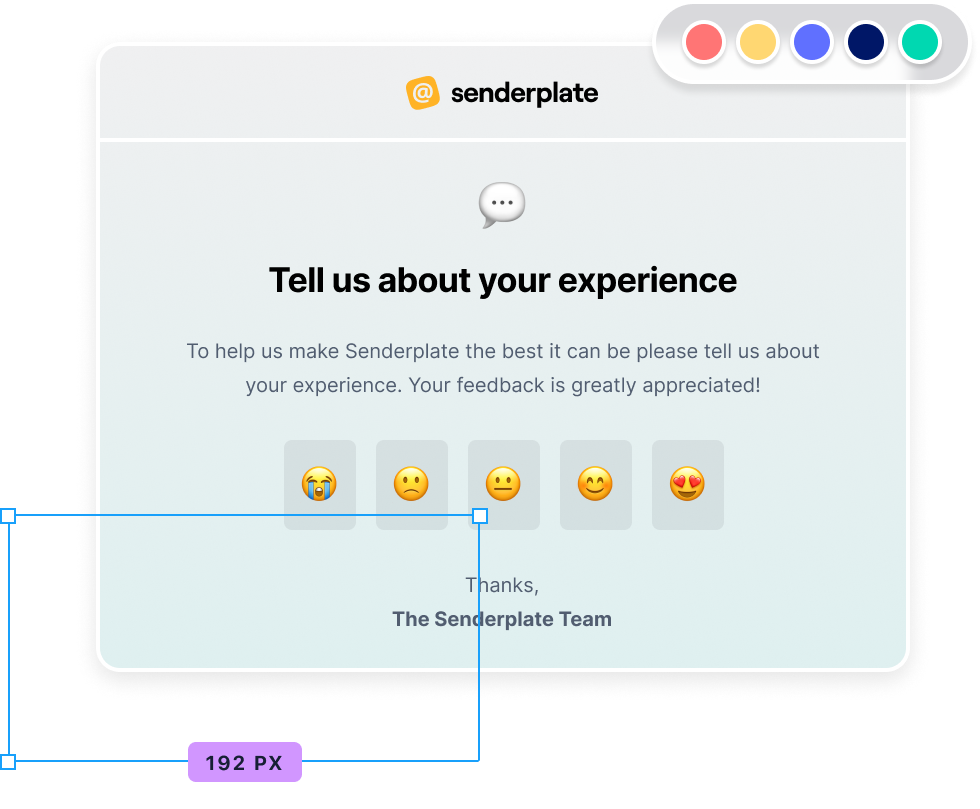 @ senderplate
Tell us about your experience
To help us make Senderplate the best it can be please tell us about
your experience. Your feedback is greatly appreciated!
Thanks,
The Senderplate Team
192 PX